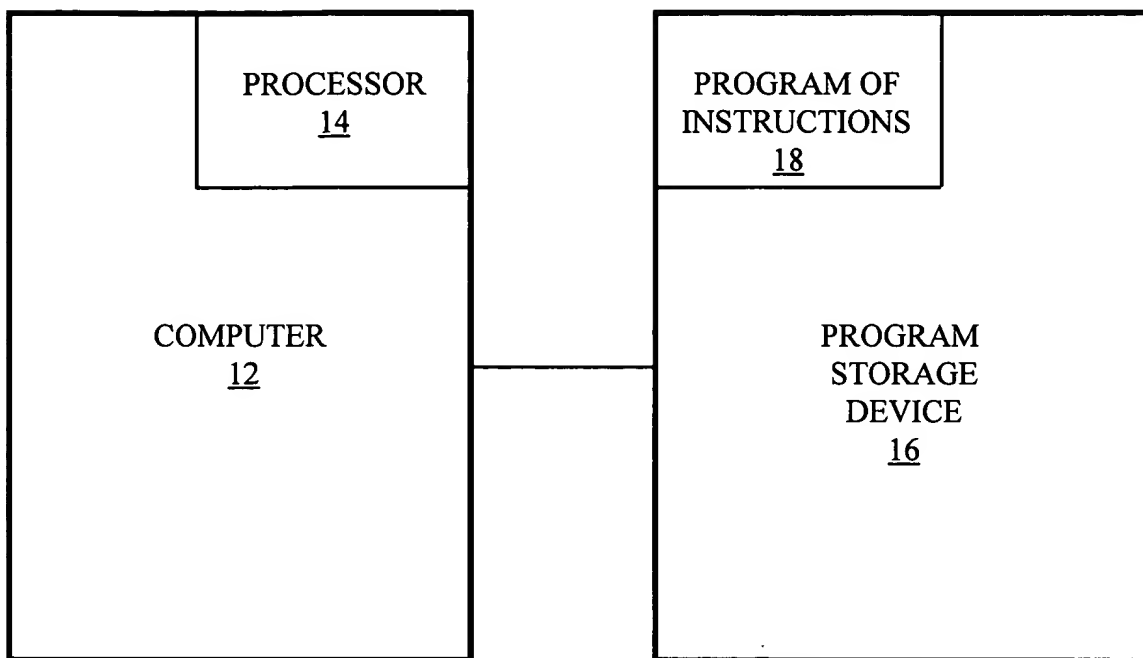 PROCESSOR
14
PROGRAM OF
INSTRUCTIONS
18
COMPUTER
12
PROGRAM
STORAGE
DEVICE
16